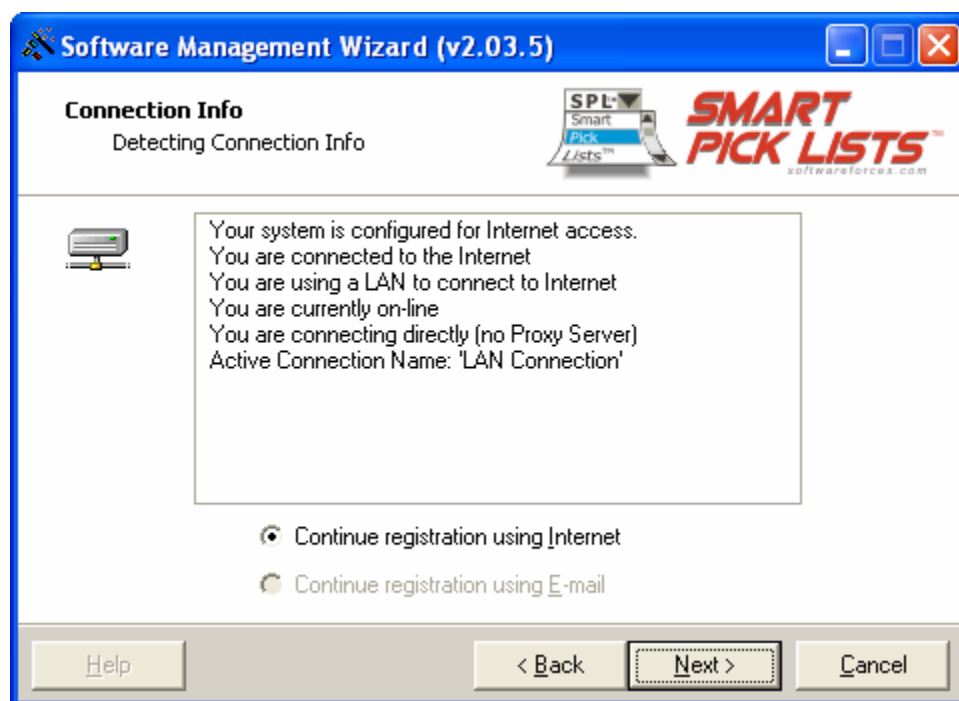 Software Management Wizard (v2.03.5)
Connection Info
Detecting Connection Info
SPL
Smart
Pick
Lists™
SMART
PICK LISTS™
softwareforces.com
Your system is configured for Internet access.
You are connected to the Internet
You are using a LAN to connect to Internet
You are currently on-line
You are connecting directly (no Proxy Server)
Active Connection Name: 'LAN Connection'
Continue registration using Internet
Continue registration using E-mail
Help
< Back
Next >
Cancel